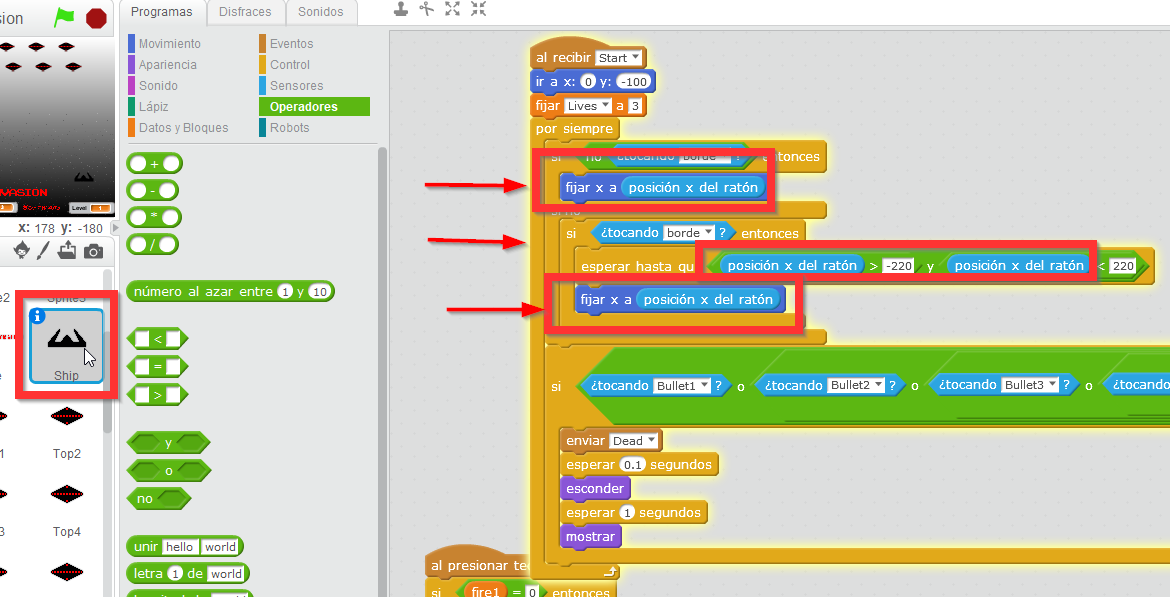 sion
Programas
Disfraces
Sonidos
Movimiento
Eventos
Apariencia
Control
Sonido
Sensores
Lápiz
Operadores
Datos y Bloques
Robots
+
-
*
/
número al azar entre 1 y 10
<
=
>
y
o
no
unir hello world
letra 1 de world
Level
x: 178 y: -180
Sprite3
Ship
Top2
Top4
al recibir Start
ir a x: 0 y: -100
fijar Lives a 3
por siempre
si no ¿tocando borde ? entonces
fijar x a posición x del ratón
si no
si ¿tocando borde ? entonces
esperar hasta qu posición x del ratón > -220 y posición x del ratón < 220
fijar x a posición x del ratón
si ¿tocando Bullet1 ? o ¿tocando Bullet2 ? o ¿tocando Bullet3 ? o ¿tocando
enviar Dead
esperar 0.1 segundos
esconder
esperar 1 segundos
mostrar
al presionar te
si fire1 = 0 entonces